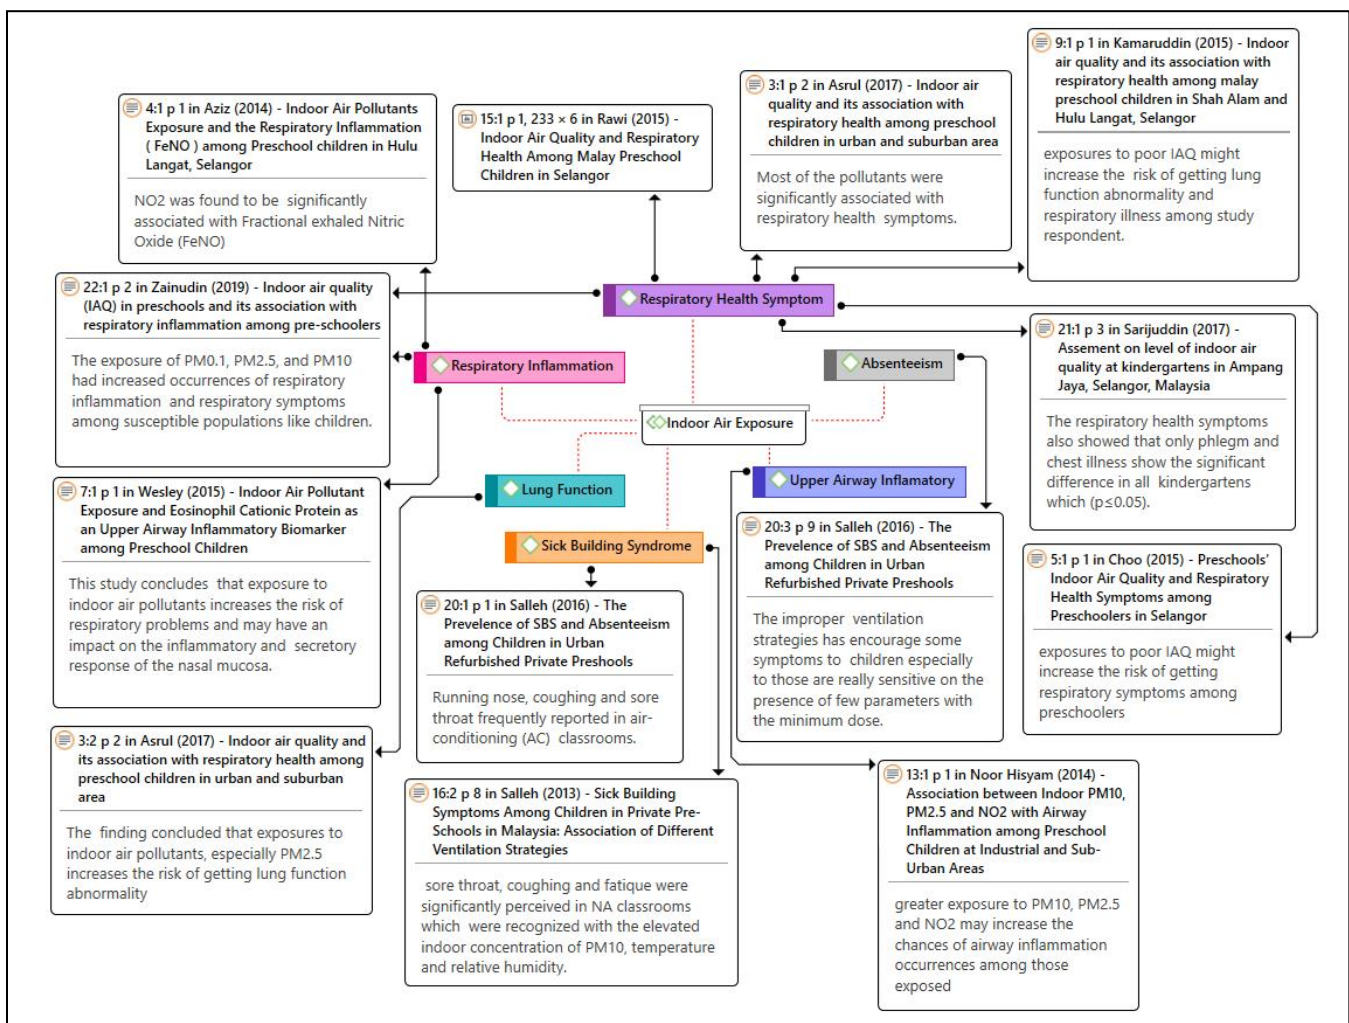 9:1 p 1 in Kamaruddin (2015) - Indoor
air quality and its association with
respiratory health among malay
preschool children in Shah Alam and
Hulu Langat, Selangor
exposures to poor IAQ might
increase the risk of getting lung
function abnormality and
respiratory illness among study
respondent.
3:1 p 2 in Asrul (2017) - Indoor air
quality and its association with
respiratory health among preschool
children in urban and suburban area
Most of the pollutants were
significantly associated with
respiratory health symptoms.
15:1 p 1, 233 × 6 in Rawi (2015) -
Indoor Air Quality and Respiratory
Health Among Malay Preschool
Children in Selangor
4:1 p 1 in Aziz (2014) - Indoor Air Pollutants
Exposure and the Respiratory Inflammation
( FeNO ) among Preschool children in Hulu
Langat, Selangor
NO2 was found to be significantly
associated with Fractional exhaled Nitric
Oxide (FeNO)
22:1 p 2 in Zainudin (2019) - Indoor air quality
(IAQ) in preschools and its association with
respiratory inflammation among pre-schoolers
The exposure of PM0.1, PM2.5, and PM10
had increased occurrences of respiratory
inflammation and respiratory symptoms
among susceptible populations like children.
Respiratory Health Symptom
Respiratory Inflammation
Absenteeism
Indoor Air Exposure
Lung Function
Upper Airway Inflamatory
Sick Building Syndrome
21:1 p 3 in Sarijuddin (2017) -
Assement on level of indoor air
quality at kindergartens in Ampang
Jaya, Selangor, Malaysia
The respiratory health symptoms
also showed that only phlegm and
chest illness show the significant
difference in all kindergartens
which (p≤0.05).
7:1 p 1 in Wesley (2015) - Indoor Air Pollutant
Exposure and Eosinophil Cationic Protein as
an Upper Airway Inflammatory Biomarker
among Preschool Children
This study concludes that exposure to
indoor air pollutants increases the risk of
respiratory problems and may have an
impact on the inflammatory and secretory
response of the nasal mucosa.
20:1 p 1 in Salleh (2016) - The
Prevelence of SBS and Absenteeism
among Children in Urban
Refurbished Private Preshools
Running nose, coughing and sore
throat frequently reported in air-
conditioning (AC) classrooms.
20:3 p 9 in Salleh (2016) - The
Prevelence of SBS and Absenteeism
among Children in Urban
Refurbished Private Preshools
The improper ventilation
strategies has encourage some
symptoms to children especially
to those are really sensitive on the
presence of few parameters with
the minimum dose.
5:1 p 1 in Choo (2015) - Preschools’
Indoor Air Quality and Respiratory
Health Symptoms among
Preschoolers in Selangor
exposures to poor IAQ might
increase the risk of getting
respiratory symptoms among
preschoolers
3:2 p 2 in Asrul (2017) - Indoor air quality and
its association with respiratory health among
preschool children in urban and suburban
area
The finding concluded that exposures to
indoor air pollutants, especially PM2.5
increases the risk of getting lung function
abnormality
16:2 p 8 in Salleh (2013) - Sick Building
Symptoms Among Children in Private Pre-
Schools in Malaysia: Association of Different
Ventilation Strategies
sore throat, coughing and fatique were
significantly perceived in NA classrooms
which were recognized with the elevated
indoor concentration of PM10, temperature
and relative humidity.
13:1 p 1 in Noor Hisyam (2014) -
Association between Indoor PM10,
PM2.5 and NO2 with Airway
Inflammation among Preschool
Children at Industrial and Sub-
Urban Areas
greater exposure to PM10, PM2.5
and NO2 may increase the
chances of airway inflammation
occurrences among those
exposed